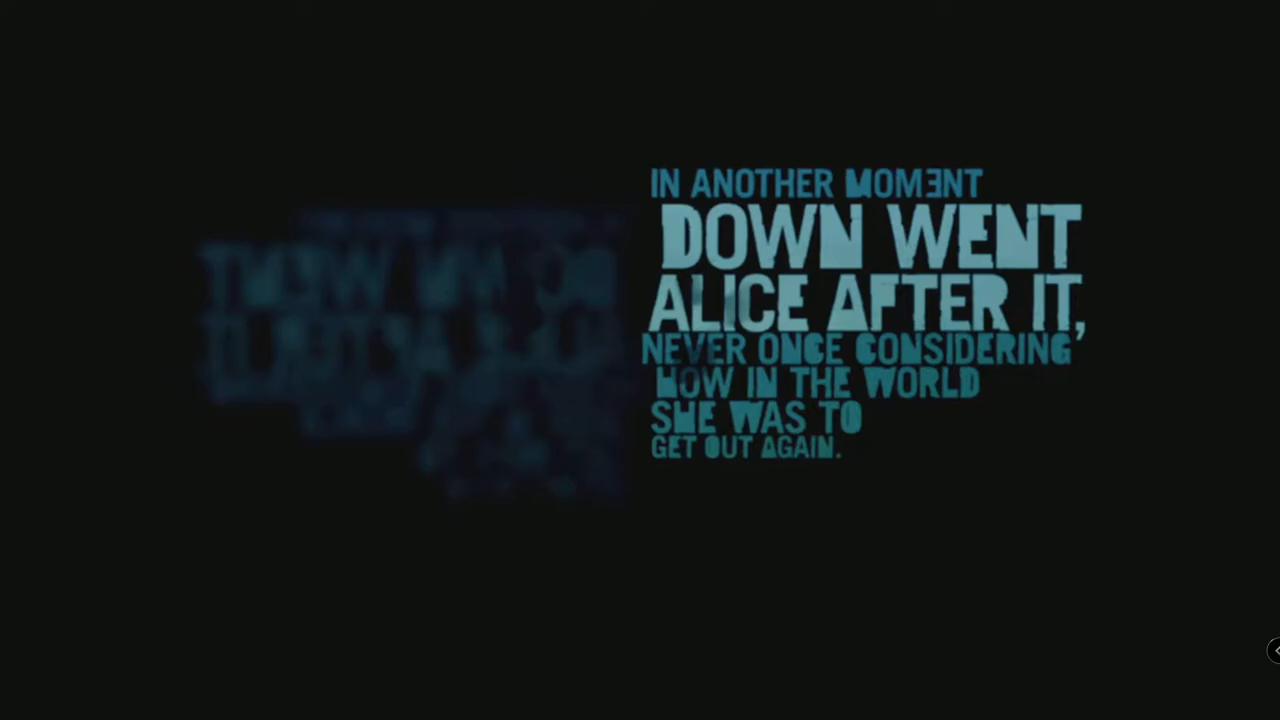 IN ANOTHER MOMENT
DOWN WENT
ALICE AFTER IT,
NEVER ONCE CONSIDERING
HOW IN THE WORLD
SHE WAS TO
GET OUT AGAIN.